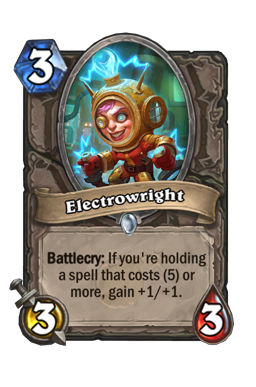 3
Electrowright
Battlecry: If you're holding
a spell that costs (5) or
more, gain +1/+1.
3 3